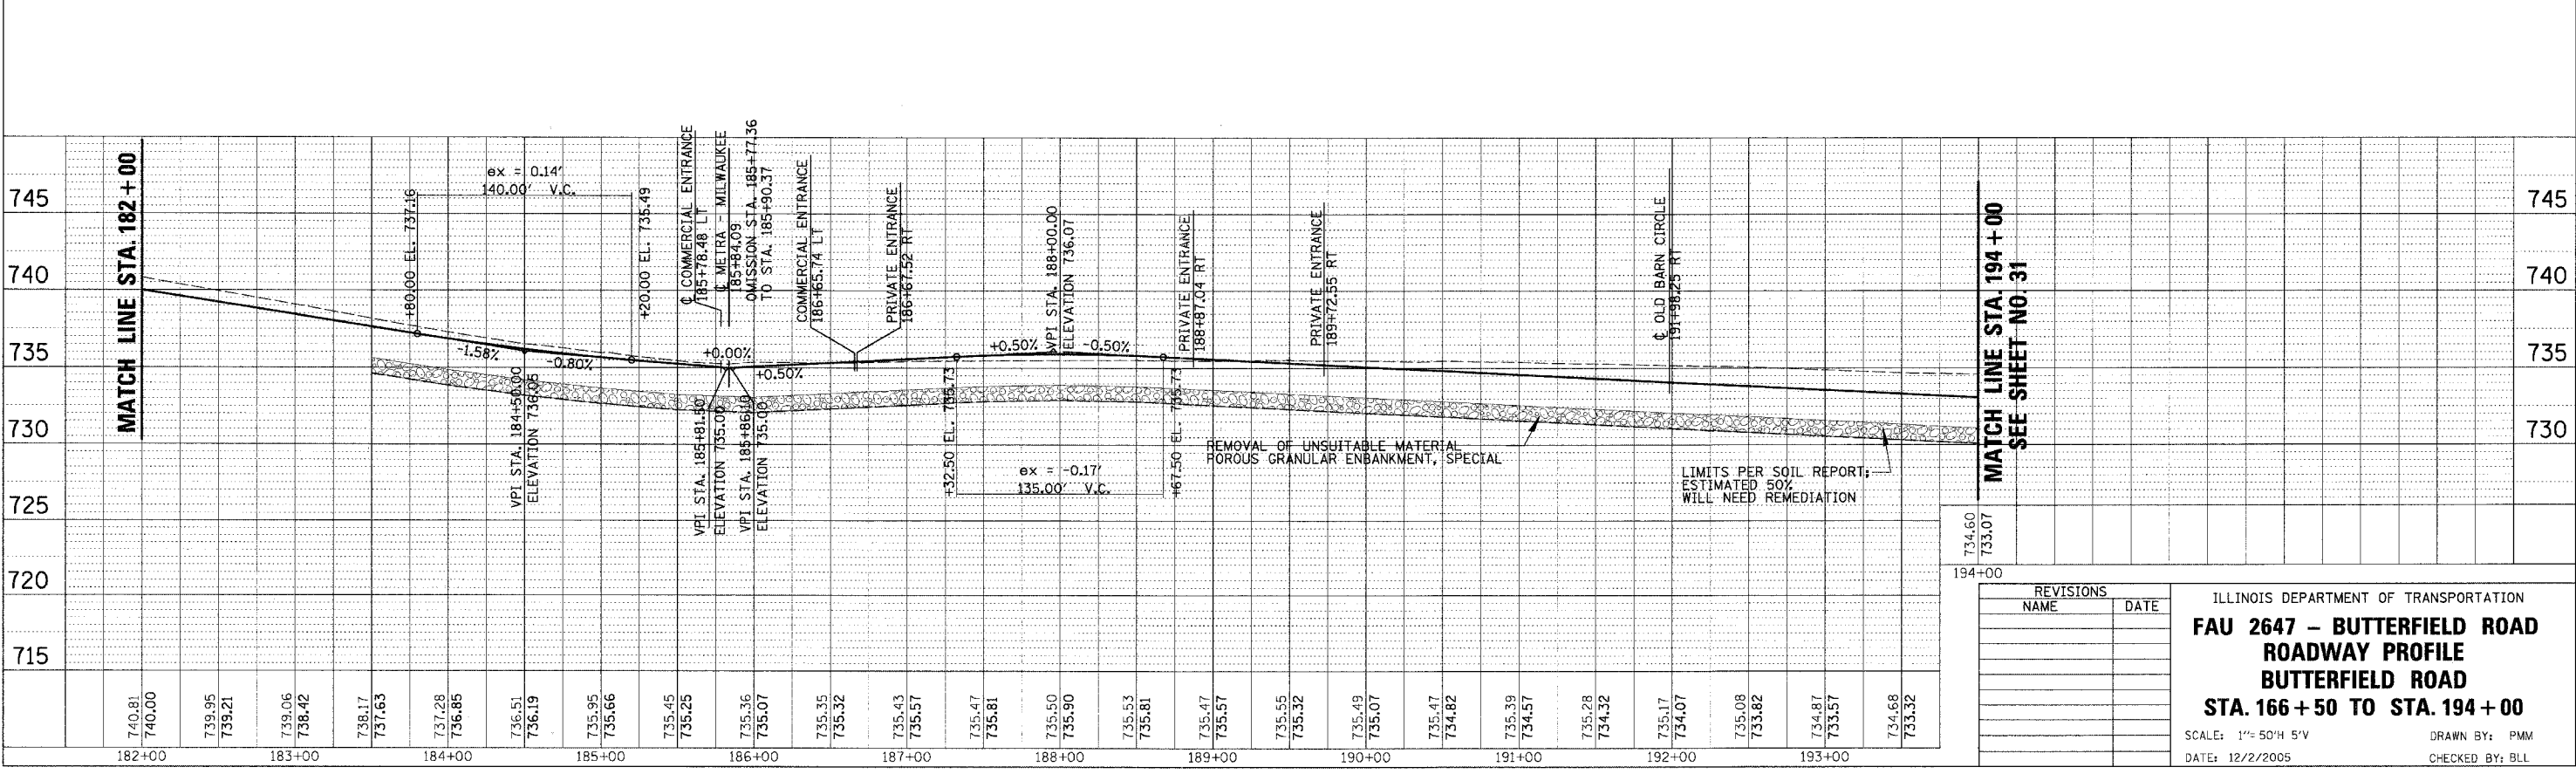 MATCH LINE STA. 182+00
745
740
735
730
725
720
715
+80.00 EL. 737.16
ex = 0.14'
140.00' V.C.
+20.00 EL. 735.49
-1.58%
-0.80%
VPI STA. 184+50.00
ELEVATION 736.05
℄ COMMERCIAL ENTRANCE
185+78.48 LT
℄ METRA - MILWAUKEE
185+84.09
OMISSION STA. 185+77.36
TO STA. 185+90.37
+0.00%
+0.50%
VPI STA. 185+81.50
ELEVATION 735.00
VPI STA.
ELEVATION 735.00
COMMERCIAL ENTRANCE
186+65.74 LT
PRIVATE ENTRANCE
186+67.52 RT
+32.50 EL. 735.73
+0.50%
VPI STA. 188+00.00
ELEVATION 736.07
-0.50%
ex = -0.17'
135.00' V.C.
+67.50 EL. 735.73
PRIVATE ENTRANCE
188+87.04 RT
PRIVATE ENTRANCE
189+72.55 RT
REMOVAL OF UNSUITABLE MATERIAL
POROUS GRANULAR ENBANKMENT, SPECIAL
℄ OLD BARN CIRCLE
191+98.25 RT
LIMITS PER SOIL REPORT;
ESTIMATED 50%
WILL NEED REMEDIATION
MATCH LINE STA. 194+00
SEE SHEET NO. 31
745
740
735
730
734.60
733.07
194+00
740.81
740.00
739.95
739.21
739.06
738.42
738.17
737.63
737.28
736.85
736.51
736.19
735.95
735.66
735.45
735.25
735.36
735.07
735.35
735.32
735.43
735.57
735.47
735.81
735.50
735.90
735.53
735.81
735.47
735.57
735.55
735.32
735.49
735.07
735.47
734.82
735.39
734.57
735.28
734.32
735.17
734.07
735.08
733.82
734.87
733.57
734.68
733.32
182+00
183+00
184+00
185+00
186+00
187+00
188+00
189+00
190+00
191+00
192+00
193+00
REVISIONS
NAME DATE
ILLINOIS DEPARTMENT OF TRANSPORTATION
FAU 2647 - BUTTERFIELD ROAD
ROADWAY PROFILE
BUTTERFIELD ROAD
STA. 166+50 TO STA. 194+00
SCALE: 1"= 50'H 5'V
DRAWN BY: PMM
DATE: 12/2/2005
CHECKED BY: BLL